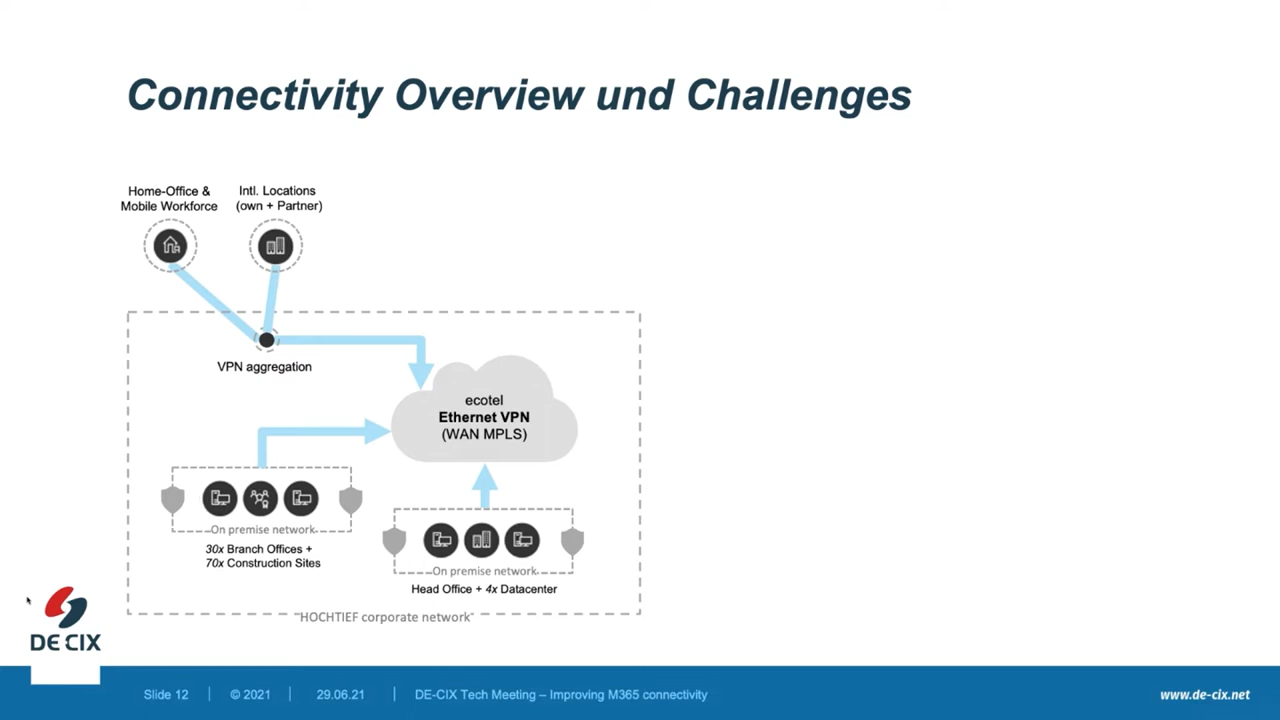 Connectivity Overview und Challenges
Home-Office &
Mobile Workforce
Intl. Locations
(own + Partner)
VPN aggregation
ecotel
Ethernet VPN
(WAN MPLS)
On premise network
30x Branch Offices +
70x Construction Sites
On premise network
Head Office + 4x Datacenter
HOCHTIEF corporate network
DE CIX
Slide 12
© 2021
29.06.21
DE-CIX Tech Meeting – Improving M365 connectivity
www.de-cix.net